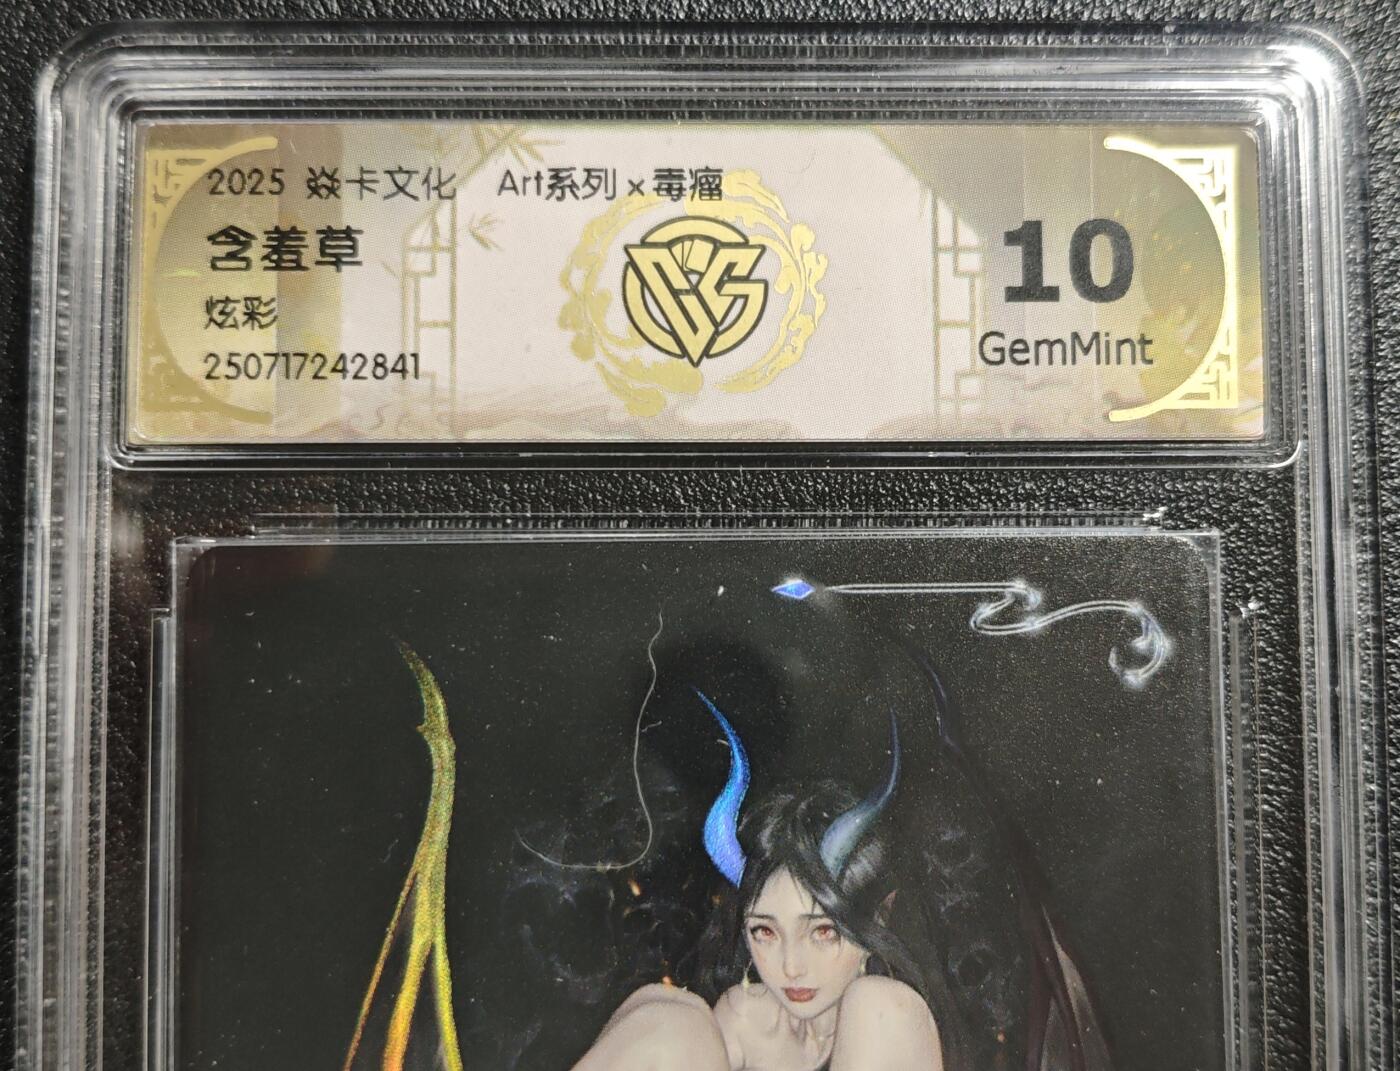 2025 焱卡文化 Art系列 x 毒瘤
含羞草
炫彩
250717242841
10
GemMint